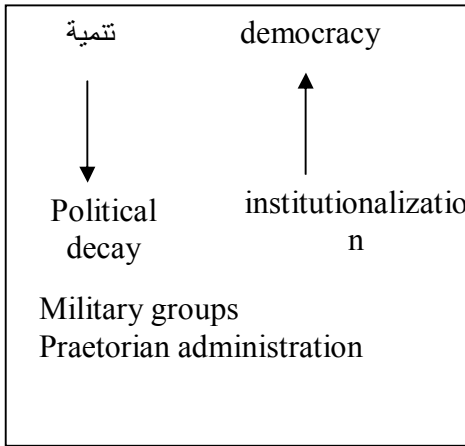 تنمية
democracy
Political
decay
institutionalizatio
n
Military groups
Praetorian administration